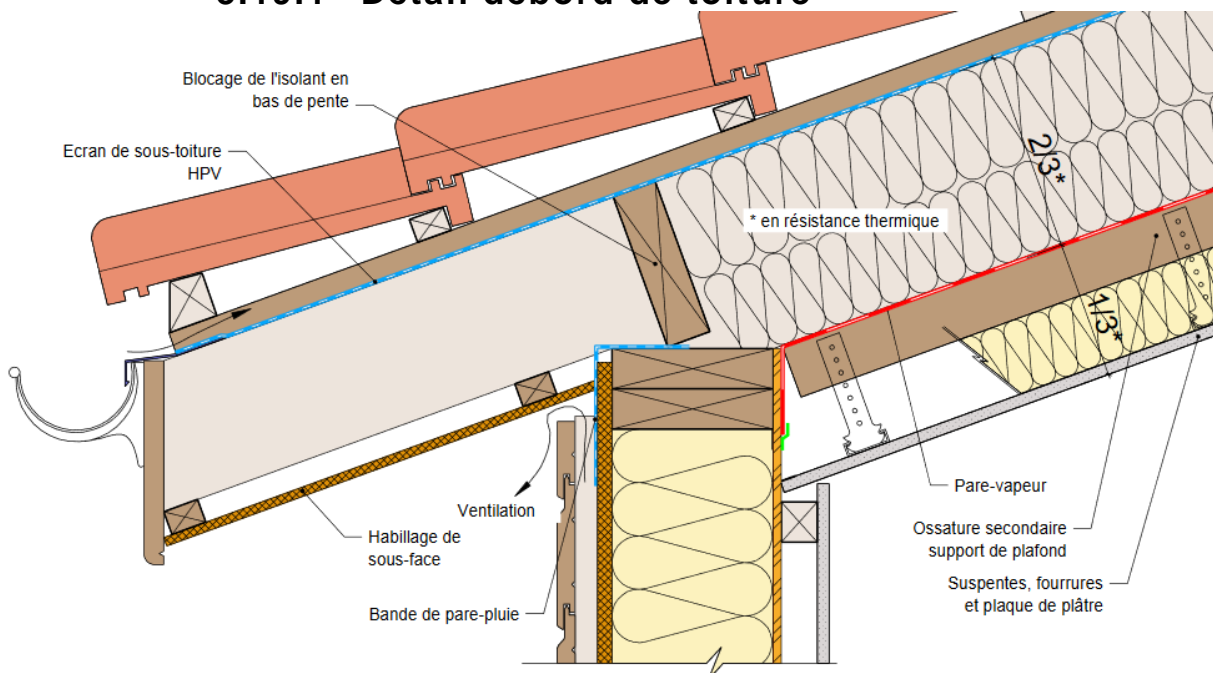 Blocage de l'isolant en
bas de pente
Ecran de sous-toiture
HPV
2/3*
* en résistance thermique
1/3*
Pare-vapeur
Ventilation
Ossature secondaire
support de plafond
Habillage de
sous-face
Suspentes, fourrures
et plaque de plâtre
Bande de pare-pluie